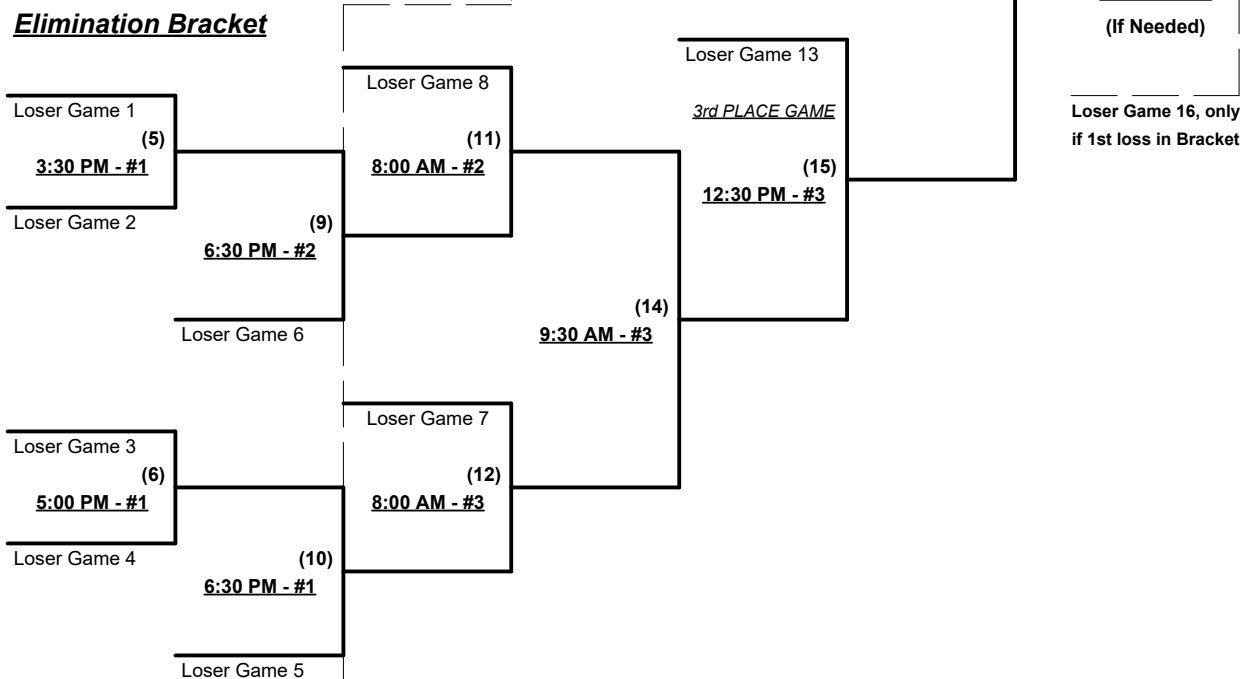 Elimination Bracket
(If Needed)
Loser Game 13
Loser Game 8
Loser Game 1
3rd PLACE GAME
Loser Game 16, only
if 1st loss in Bracket
(5)
(11)
3:30 PM - #1
8:00 AM - #2
(15)
12:30 PM - #3
Loser Game 2
(9)
6:30 PM - #2
(14)
Loser Game 6
9:30 AM - #3
Loser Game 7
Loser Game 3
(6)
(12)
5:00 PM - #1
8:00 AM - #3
Loser Game 4
(10)
6:30 PM - #1
Loser Game 5